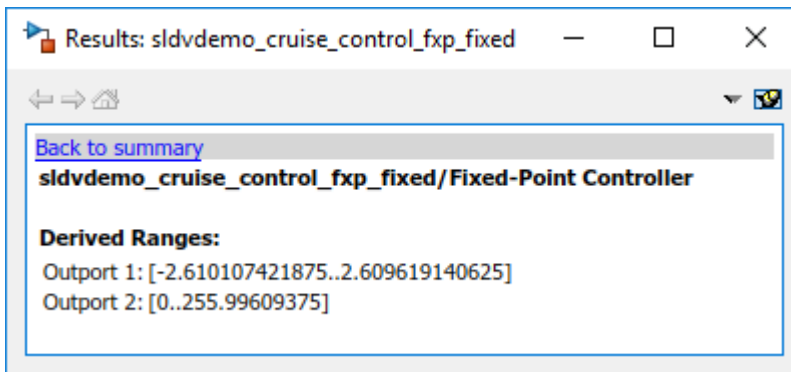 Results: sldvdemo_cruise_control_fxp_fixed
Back to summary
sldvdemo_cruise_control_fxp_fixed/Fixed-Point Controller
Derived Ranges:
Outport 1: [-2.610107421875..2.609619140625]
Outport 2: [0..255.99609375]